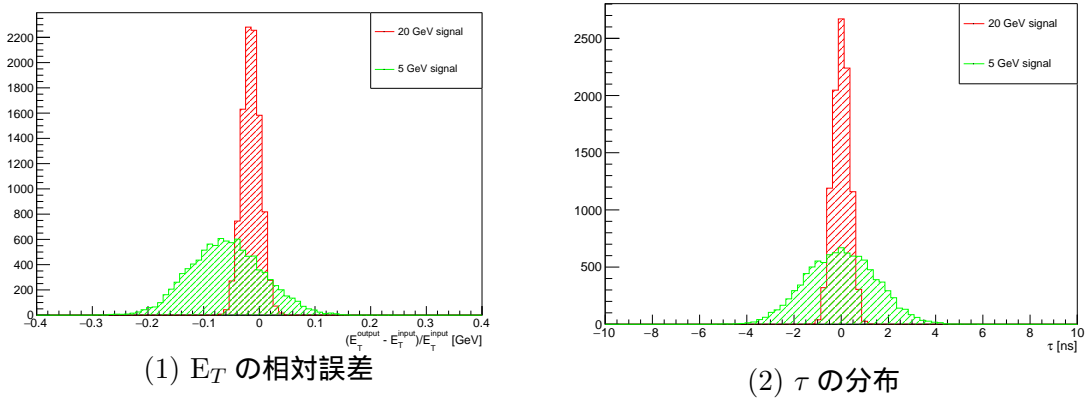 2200
2000
1800
1600
1400
1200
1000
800
600
400
200
0
−0.4 −0.3 −0.2 −0.1 0 0.1 0.2 0.3 0.4
(E_T^output - E_T^input)/E_T^input [GeV]
20 GeV signal
5 GeV signal
(1) E_T の相対誤差
2500
2000
1500
1000
500
0
−10 −8 −6 −4 −2 0 2 4 6 8 10
τ [ns]
20 GeV signal
5 GeV signal
(2) τ の分布